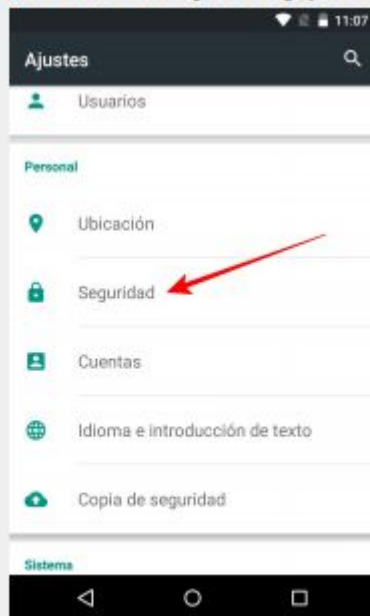 11:07
Ajustes
Usuarios
Personal
Ubicación
Seguridad
Cuentas
Idioma e introducción de texto
Copia de seguridad
Sistema